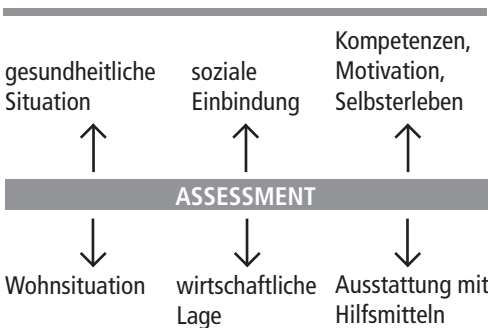 gesundheitliche
Situation
soziale
Einbindung
Kompetenzen,
Motivation,
Selbsterleben
ASSESSMENT
Wohnsituation
wirtschaftliche
Lage
Ausstattung mit
Hilfsmitteln